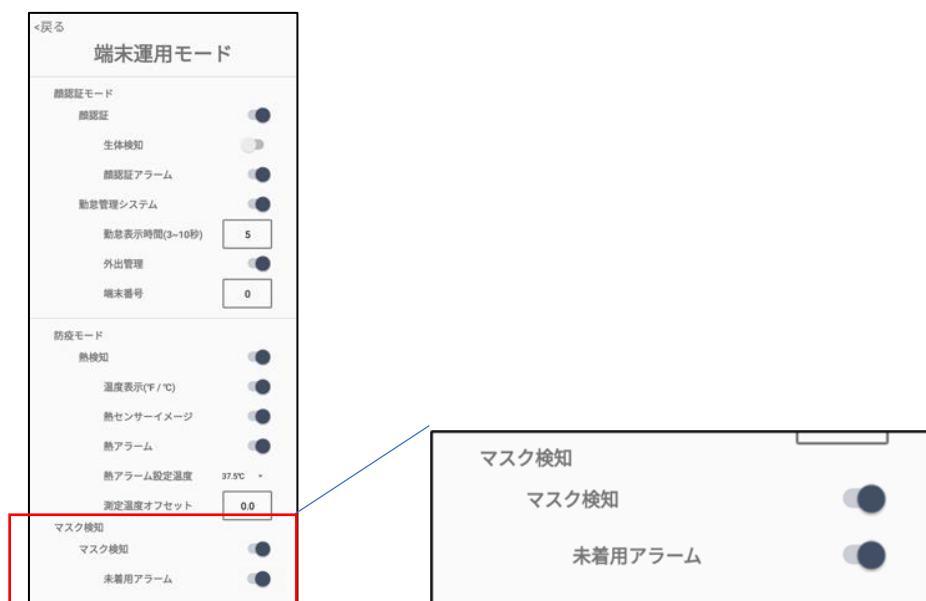 <戻る
端末運用モード
顔認証モード
顔認証
生体検知
顔認証アラーム
勤怠管理システム
勤怠表示時間(3~10秒) 5
外出管理
端末番号 0
防疫モード
熱検知
温度表示(℉ / ℃)
熱センサーイメージ
熱アラーム
熱アラーム設定温度 37.5℃
測定温度オフセット 0.0
マスク検知
マスク検知
未着用アラーム
マスク検知
マスク検知
未着用アラーム